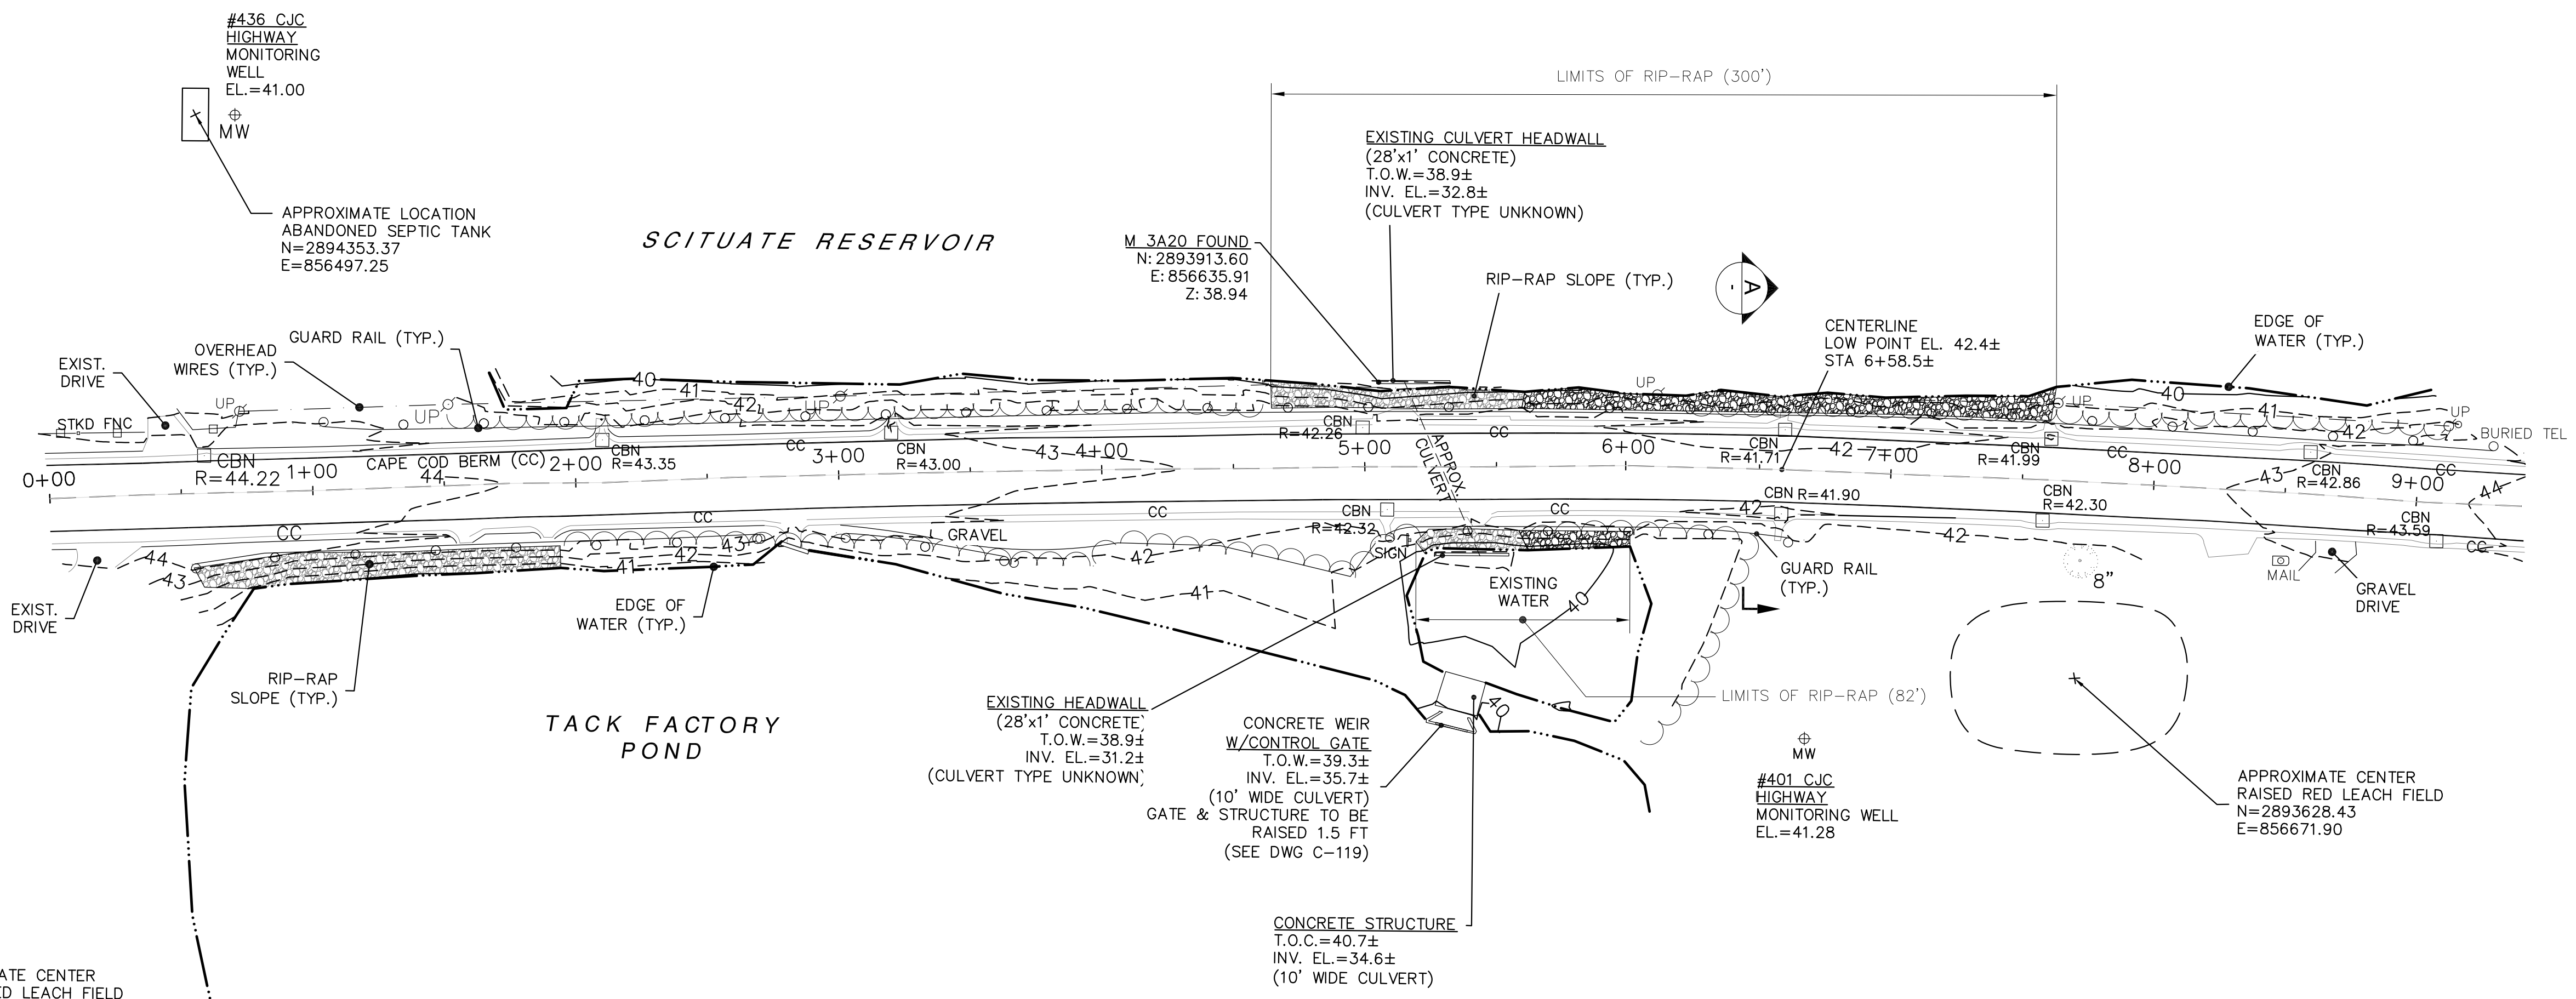 #436 CJC
HIGHWAY
MONITORING
WELL
EL.=41.00
MW
APPROXIMATE LOCATION
ABANDONED SEPTIC TANK
N=2894353.37
E=856497.25
SCITUATE RESERVOIR
LIMITS OF RIP-RAP (300')
EXISTING CULVERT HEADWALL
(28'x1' CONCRETE)
T.O.W.=38.9±
INV. EL.=32.8±
(CULVERT TYPE UNKNOWN)
M 3A20 FOUND
N: 2893913.60
E: 856635.91
Z: 38.94
RIP-RAP SLOPE (TYP.)
A
-
CENTERLINE
LOW POINT EL. 42.4±
STA 6+58.5±
EDGE OF
WATER (TYP.)
EXIST.
DRIVE
OVERHEAD
WIRES (TYP.)
GUARD RAIL (TYP.)
STKD FNC
UP
UP
UP
UP
UP
UP
40
41
42
40
41
42
BURIED TEL
CBN
R=44.22
CBN
R=43.35
CBN
R=43.00
CBN
R=42.26
CBN
R=41.71
CBN
R=41.99
CBN
R=42.86
CC
CC
CC
CC
CAPE COD BERM (CC)
0+00
1+00
2+00
3+00
4+00
5+00
6+00
7+00
8+00
9+00
44
43
42
43
44
APPROX.
CULVERT
CC
CC
CC
CC
CC
CBN
R=42.32
CBN R=41.90
CBN
R=42.30
CBN
R=43.59
44
43
43
42
41
GRAVEL
42
41
SIGN
42
42
EXIST.
DRIVE
RIP-RAP
SLOPE (TYP.)
EDGE OF
WATER (TYP.)
TACK FACTORY
POND
EXISTING
WATER
40
40
GUARD RAIL
(TYP.)
8"
MAIL
GRAVEL
DRIVE
LIMITS OF RIP-RAP (82')
EXISTING HEADWALL
(28'x1' CONCRETE)
T.O.W.=38.9±
INV. EL.=31.2±
(CULVERT TYPE UNKNOWN)
CONCRETE WEIR
W/CONTROL GATE
T.O.W.=39.3±
INV. EL.=35.7±
(10' WIDE CULVERT)
GATE & STRUCTURE TO BE
RAISED 1.5 FT
(SEE DWG C-119)
CONCRETE STRUCTURE
T.O.C.=40.7±
INV. EL.=34.6±
(10' WIDE CULVERT)
MW
#401 CJC
HIGHWAY
MONITORING WELL
EL.=41.28
APPROXIMATE CENTER
RAISED RED LEACH FIELD
N=2893628.43
E=856671.90
ATE CENTER
ED LEACH FIELD